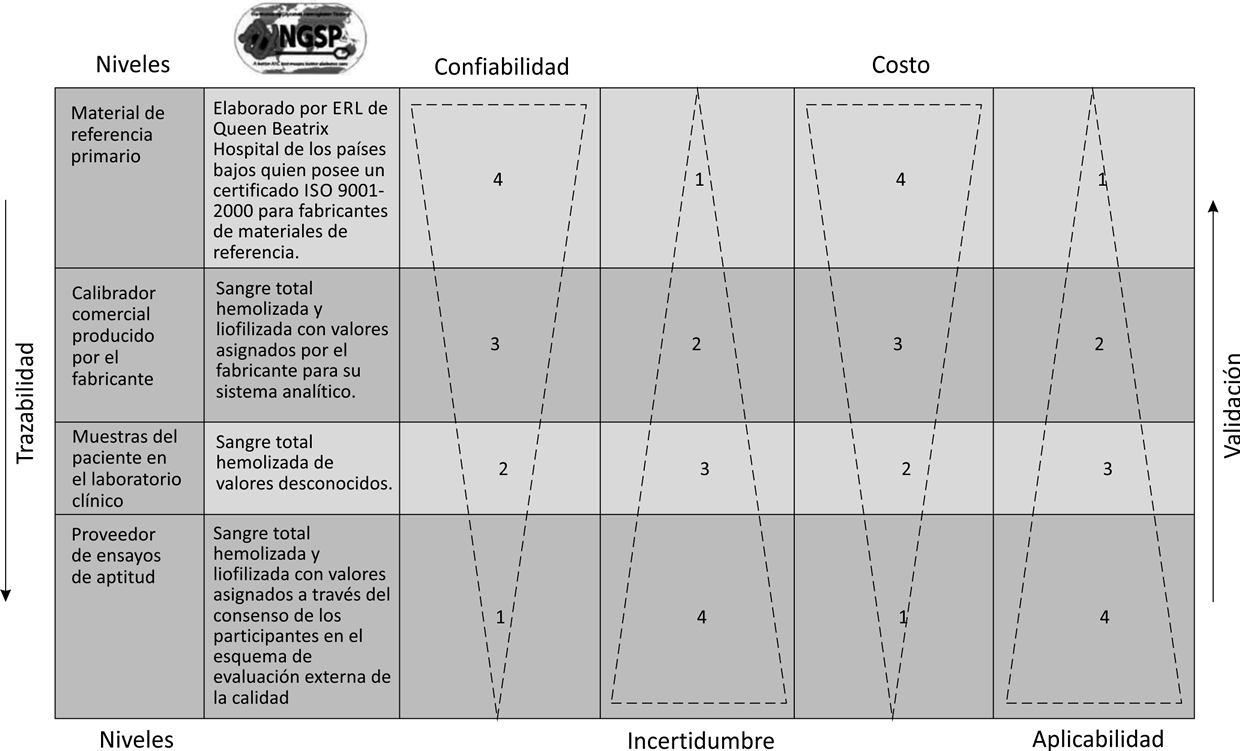 NGSP
Niveles
Confiabilidad
Costo
Material de
referencia
primario
Elaborado por ERL de
Queen Beatrix
Hospital de los países
bajos quien posee un
certificado ISO 9001-
2000 para fabricantes
de materiales de
referencia.
4
1
4
1
Calibrador
comercial
producido
por el
fabricante
Sangre total
hemolizada y
liofilizada con valores
asignados por el
fabricante para su
sistema analítico.
3
2
3
2
Muestras del
paciente en
el laboratorio
clínico
Sangre total
hemolizada de
valores desconocidos.
2
3
2
3
Proveedor
de ensayos
de aptitud
Sangre total
hemolizada y
liofilizada con valores
asignados a través del
consenso de los
participantes en el
esquema de
evaluación externa de
la calidad
1
4
1
4
Trazabilidad
Validación
Niveles
Incertidumbre
Aplicabilidad